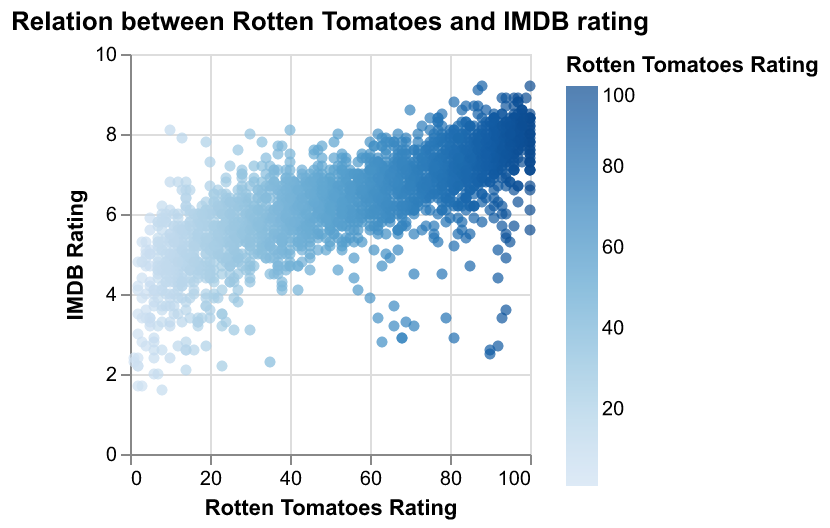 Relation between Rotten Tomatoes and IMDB rating
Rotten Tomatoes Rating
100
80
60
40
20
IMDB Rating
10
8
6
4
2
0
0 20 40 60 80 100
Rotten Tomatoes Rating